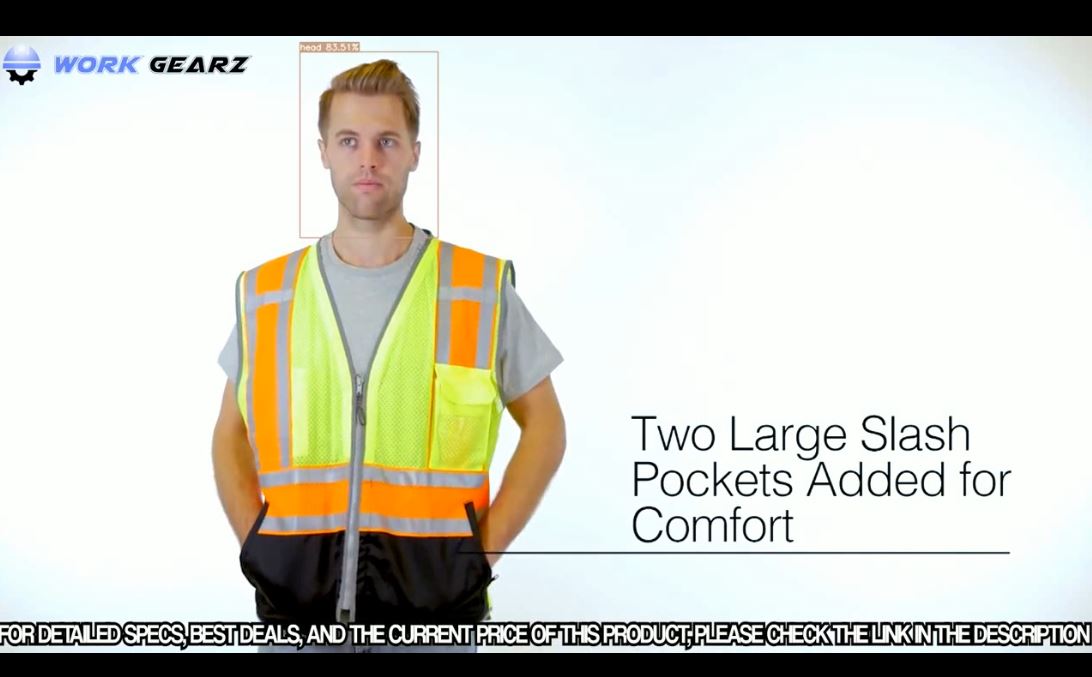 head 83.51%
WORK GEARZ
Two Large Slash
Pockets Added for
Comfort
FOR DETAILED SPECS, BEST DEALS, AND THE CURRENT PRICE OF THIS PRODUCT, PLEASE CHECK THE LINK IN THE DESCRIPTION